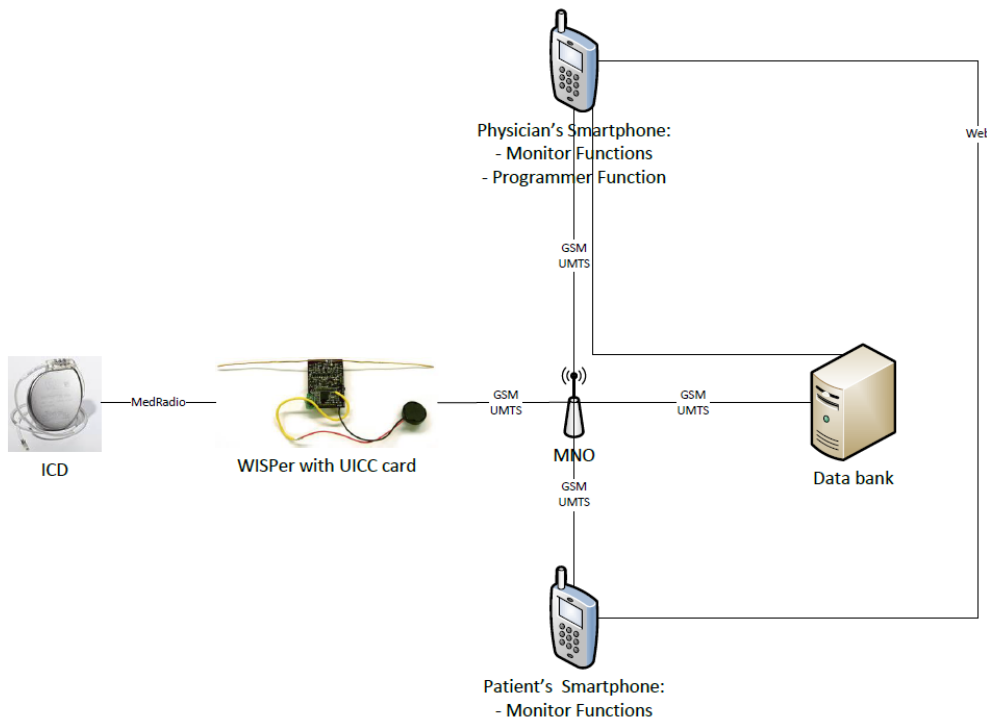 Physician's Smartphone:
- Monitor Functions
- Programmer Function
Web
GSM
UMTS
MedRadio
GSM
UMTS
GSM
UMTS
ICD
WISPer with UICC card
MNO
Data bank
GSM
UMTS
Patient's Smartphone:
- Monitor Functions